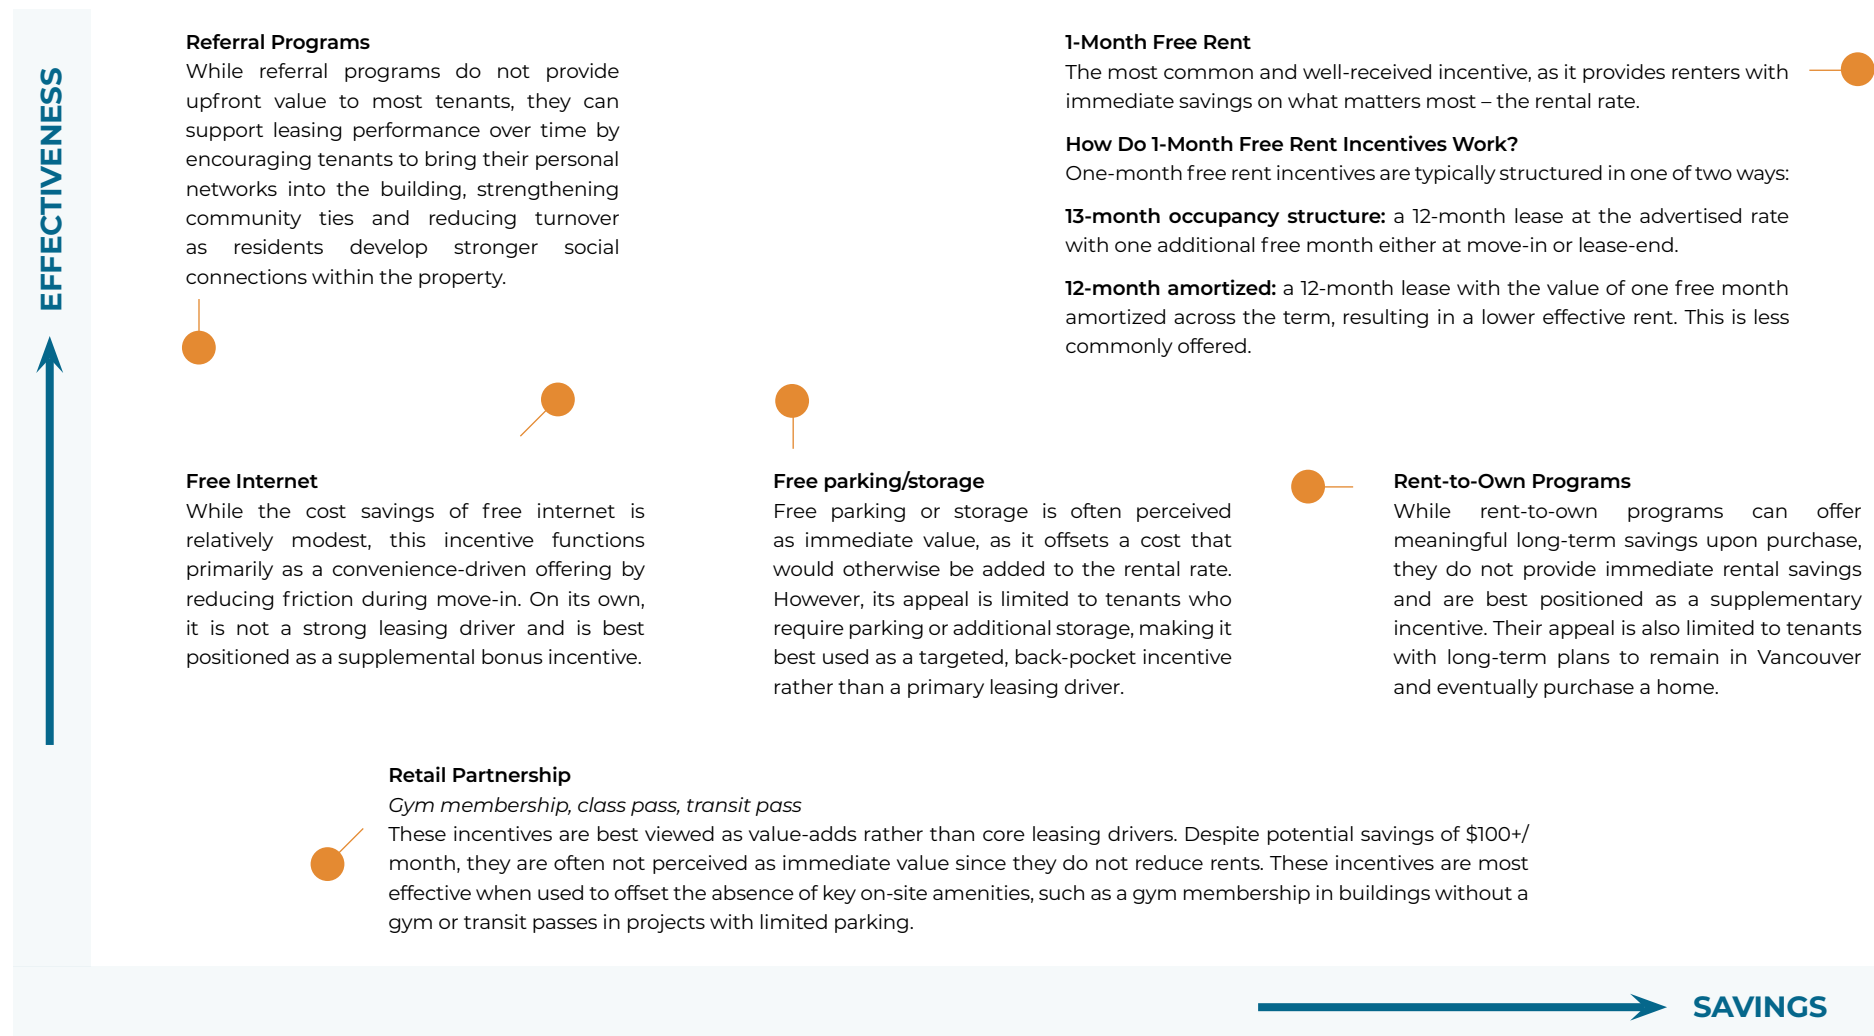 EFFECTIVENESS
Referral Programs
While referral programs do not provide
upfront value to most tenants, they can
support leasing performance over time by
encouraging tenants to bring their personal
networks into the building, strengthening
community ties and reducing turnover
as residents develop stronger social
connections within the property.
1-Month Free Rent
The most common and well-received incentive, as it provides renters with
immediate savings on what matters most – the rental rate.
How Do 1-Month Free Rent Incentives Work?
One-month free rent incentives are typically structured in one of two ways:
13-month occupancy structure: a 12-month lease at the advertised rate
with one additional free month either at move-in or lease-end.
12-month amortized: a 12-month lease with the value of one free month
amortized across the term, resulting in a lower effective rent. This is less
commonly offered.
Free Internet
While the cost savings of free internet is
relatively modest, this incentive functions
primarily as a convenience-driven offering by
reducing friction during move-in. On its own,
it is not a strong leasing driver and is best
positioned as a supplemental bonus incentive.
Free parking/storage
Free parking or storage is often perceived
as immediate value, as it offsets a cost that
would otherwise be added to the rental rate.
However, its appeal is limited to tenants who
require parking or additional storage, making it
best used as a targeted, back-pocket incentive
rather than a primary leasing driver.
Rent-to-Own Programs
While rent-to-own programs can offer
meaningful long-term savings upon purchase,
they do not provide immediate rental savings
and are best positioned as a supplementary
incentive. Their appeal is also limited to tenants
with long-term plans to remain in Vancouver
and eventually purchase a home.
Retail Partnership
Gym membership, class pass, transit pass
These incentives are best viewed as value-adds rather than core leasing drivers. Despite potential savings of $100+/
month, they are often not perceived as immediate value since they do not reduce rents. These incentives are most
effective when used to offset the absence of key on-site amenities, such as a gym membership in buildings without a
gym or transit passes in projects with limited parking.
SAVINGS